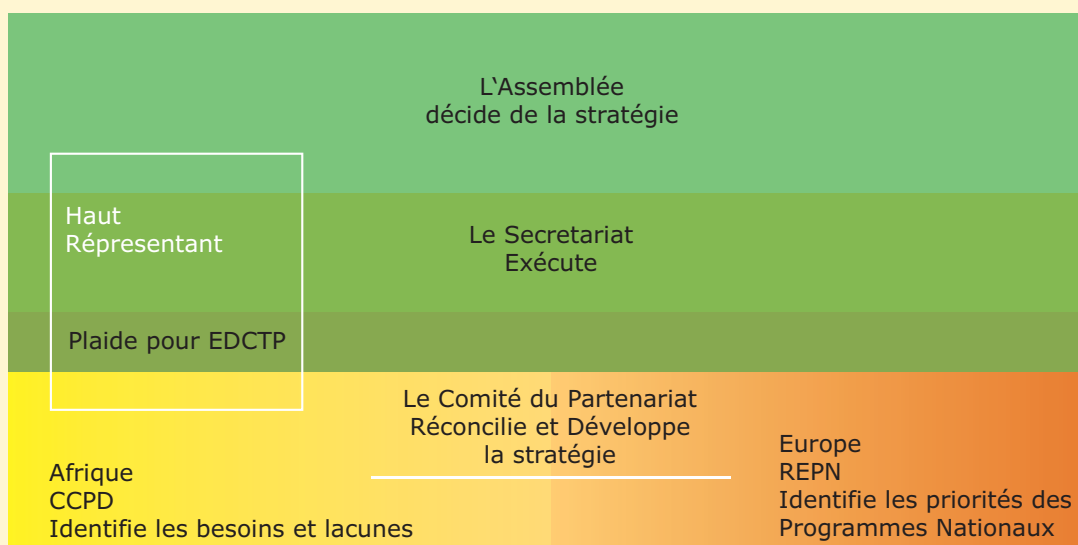 L‘Assemblée
décide de la stratégie
Haut
Répresentant
Le Secretariat
Exécute
Plaide pour EDCTP
Le Comité du Partenariat
Réconcilie et Développe
la stratégie
Afrique
CCPD
Identifie les besoins et lacunes
Europe
REPN
Identifie les priorités des
Programmes Nationaux